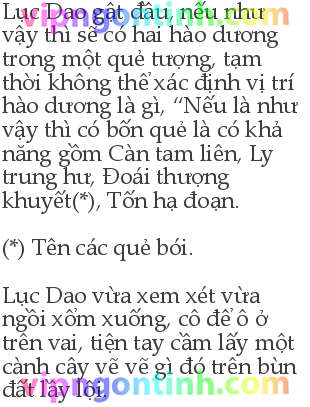 Lục Dao gật đầu, nếu như
vậy thì sẽ có hai hào dương
trong một quẻ tượng, tạm
thời không thể xác định vị trí
hào dương là gì, “Nếu là như
vậy thì có bốn quẻ là có khả
năng gồm Càn tam liên, Ly
trung hư, Đoái thượng
khuyết(*), Tốn hạ đoạn.
(*) Tên các quẻ bói.
Lục Dao vừa xem xét vừa
ngồi xổm xuống, cô để ô ở
trên vai, tiện tay cầm lấy một
cành cây vẽ vẽ gì đó trên bùn
đất lầy lội.
vipngontinh.com
vipngontinh.com